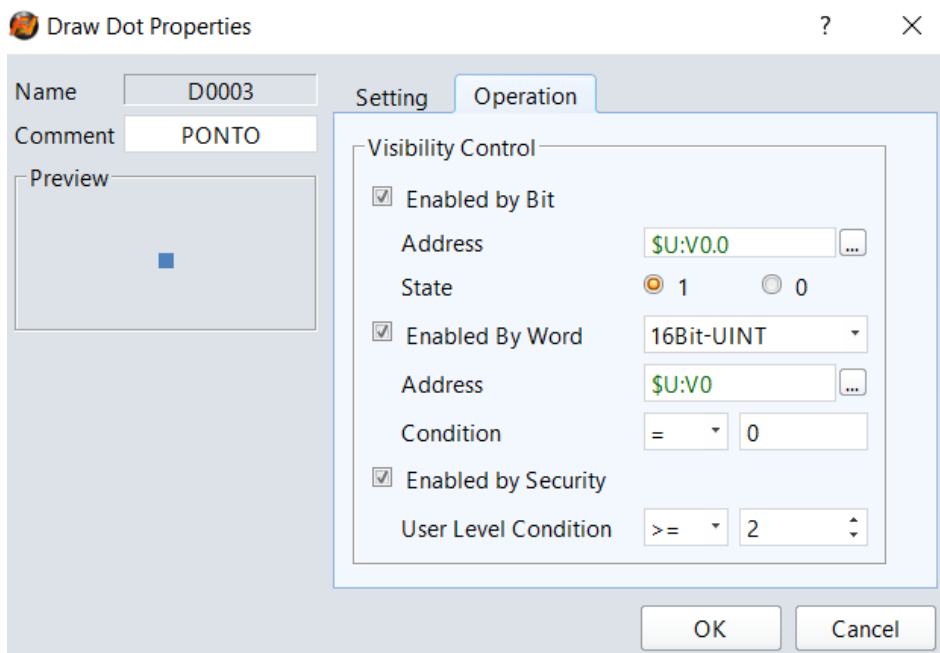 Draw Dot Properties
? ×
Name D0003
Comment PONTO
Preview
Setting Operation
Visibility Control
Enabled by Bit
Address $U:V0.0 ...
State 1 0
Enabled By Word 16Bit-UINT
Address $U:V0 ...
Condition = 0
Enabled by Security
User Level Condition >= 2
OK Cancel